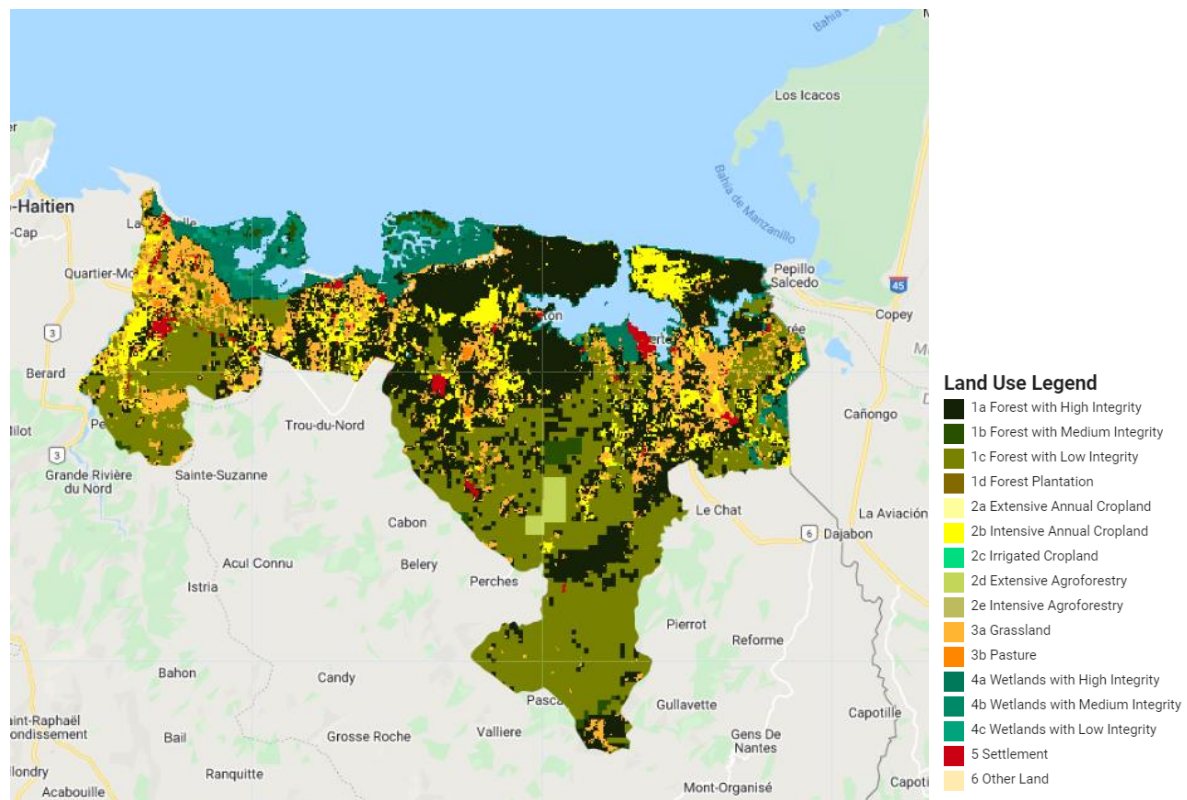 Bahía
Los Icacos
Bahía de Manzanillo
-Haitien
-Cap
Quartier-Mo
Pepillo
Salcedo
45
Copey
ton
3
Berard
Cañongo
Trou-du-Nord
Pe
3
Grande Rivière
du Nord
Sainte-Suzanne
Le Chat
La Aviación
Cabon
6
Dajabon
Acul Connu
Belery
Istria
Perches
Pierrot
Reforme
Bahon
Candy
Pasca
Gullavette
Capotille
aint-Raphaël
ondissement
Bail
Grosse Roche
Valliere
Gens De
Nantes
londry
Ranquitte
Acabouille
Mont-Organisé
Capoti
Land Use Legend
1a Forest with High Integrity
1b Forest with Medium Integrity
1c Forest with Low Integrity
1d Forest Plantation
2a Extensive Annual Cropland
2b Intensive Annual Cropland
2c Irrigated Cropland
2d Extensive Agroforestry
2e Intensive Agroforestry
3a Grassland
3b Pasture
4a Wetlands with High Integrity
4b Wetlands with Medium Integrity
4c Wetlands with Low Integrity
5 Settlement
6 Other Land